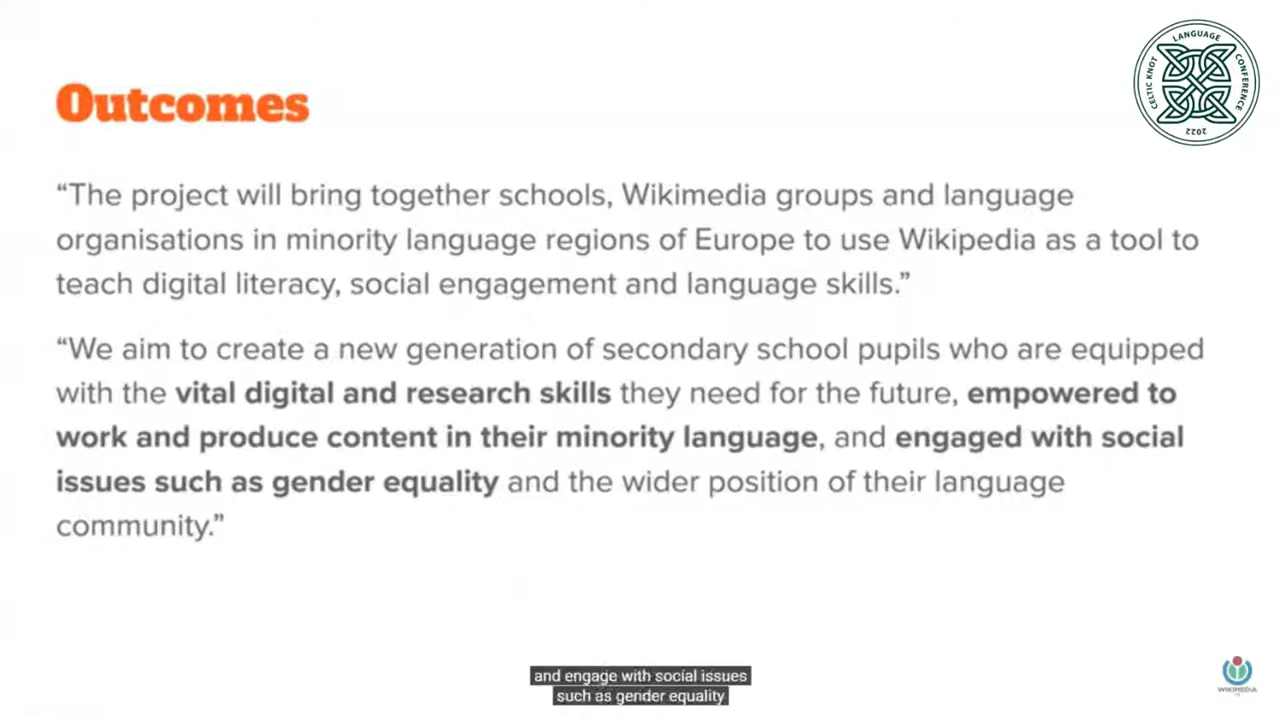 Outcomes
“The project will bring together schools, Wikimedia groups and language
organisations in minority language regions of Europe to use Wikipedia as a tool to
teach digital literacy, social engagement and language skills.”
“We aim to create a new generation of secondary school pupils who are equipped
with the vital digital and research skills they need for the future, empowered to
work and produce content in their minority language, and engaged with social
issues such as gender equality and the wider position of their language
community.”
CELTIC KNOT LANGUAGE CONFERENCE
2022
and engage with social issues
such as gender equality
WIKIMEDIA